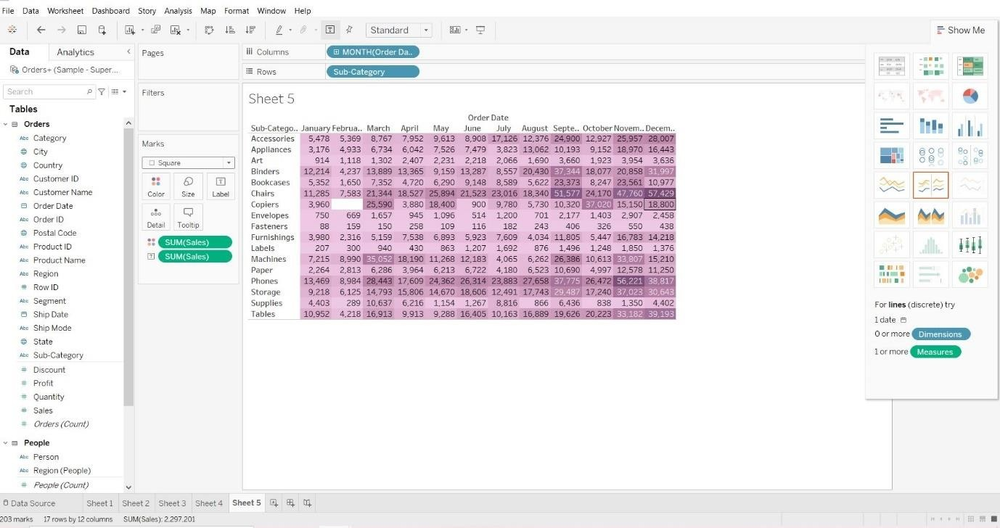 File Data Worksheet Dashboard Story Analysis Map Format Window Help
Standard
Show Me
Data Analytics
Orders+ (Sample - Super...
Search
Tables
Orders
Abc Category
City
Country
Abc Customer ID
Abc Customer Name
Order Date
Abc Order ID
Postal Code
Abc Product ID
Abc Product Name
Abc Region
# Row ID
Abc Segment
Ship Date
Abc Ship Mode
State
Abc Sub-Category
# Discount
# Profit
# Quantity
# Sales
# Orders (Count)
People
Abc Person
Abc Region (People)
# People (Count)
Pages
Filters
Marks
Square
Color Size Label
Detail Tooltip
SUM(Sales)
SUM(Sales)
Columns MONTH(Order Da..
Rows Sub-Category
Sheet 5
Order Date
Sub-Catego.. January Februa.. March April May June July August Septe.. October Novem.. Decem..
Accessories 5,478 5,369 8,767 7,952 9,613 8,908 17,126 12,376 24,900 12,927 25,957 28,007
Appliances 3,176 4,933 6,734 6,042 7,526 7,479 3,823 13,062 10,193 9,152 18,970 16,443
Art 914 1,118 1,302 2,407 2,231 2,218 2,066 1,690 3,660 1,923 3,954 3,636
Binders 12,214 4,237 13,889 13,365 9,159 13,287 8,557 20,430 37,344 18,077 20,858 31,997
Bookcases 5,352 1,650 7,352 4,720 6,290 9,148 8,589 5,622 23,373 8,247 23,561 10,977
Chairs 11,285 7,583 21,344 18,527 25,894 21,523 23,016 18,340 51,577 24,170 47,760 57,429
Copiers 3,960 25,590 3,880 18,400 900 9,780 5,730 10,320 37,020 15,150 18,800
Envelopes 750 669 1,657 945 1,096 514 1,200 701 2,177 1,403 2,907 2,458
Fasteners 88 159 150 258 109 116 182 243 406 326 550 438
Furnishings 3,980 2,316 5,159 7,538 6,893 5,923 7,609 4,034 11,805 5,447 16,783 14,218
Labels 207 300 940 430 863 1,207 1,692 876 1,496 1,248 1,850 1,376
Machines 7,215 8,990 35,052 18,190 11,268 12,183 4,065 6,262 26,386 10,613 33,807 15,210
Paper 2,264 2,813 6,286 3,964 6,213 6,722 4,180 6,523 10,690 4,997 12,578 11,250
Phones 13,469 8,984 28,443 17,609 24,362 26,314 23,883 27,658 37,775 26,472 56,221 38,817
Storage 9,218 6,125 14,793 15,806 14,670 18,606 12,491 17,743 29,487 17,240 37,023 30,643
Supplies 4,403 289 10,637 6,216 1,154 1,267 8,816 866 6,436 838 1,350 4,402
Tables 10,952 4,218 16,913 9,913 9,288 16,405 10,163 16,889 19,626 20,223 33,182 39,193
For lines (discrete) try
1 date
0 or more Dimensions
1 or more Measures
Data Source Sheet 1 Sheet 2 Sheet 3 Sheet 4 Sheet 5
203 marks 17 rows by 12 columns SUM(Sales): 2,297,201